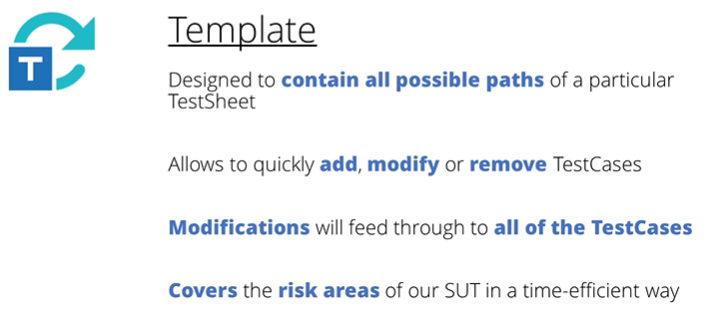 T
Template
Designed to contain all possible paths of a particular
TestSheet
Allows to quickly add, modify or remove TestCases
Modifications will feed through to all of the TestCases
Covers the risk areas of our SUT in a time-efficient way